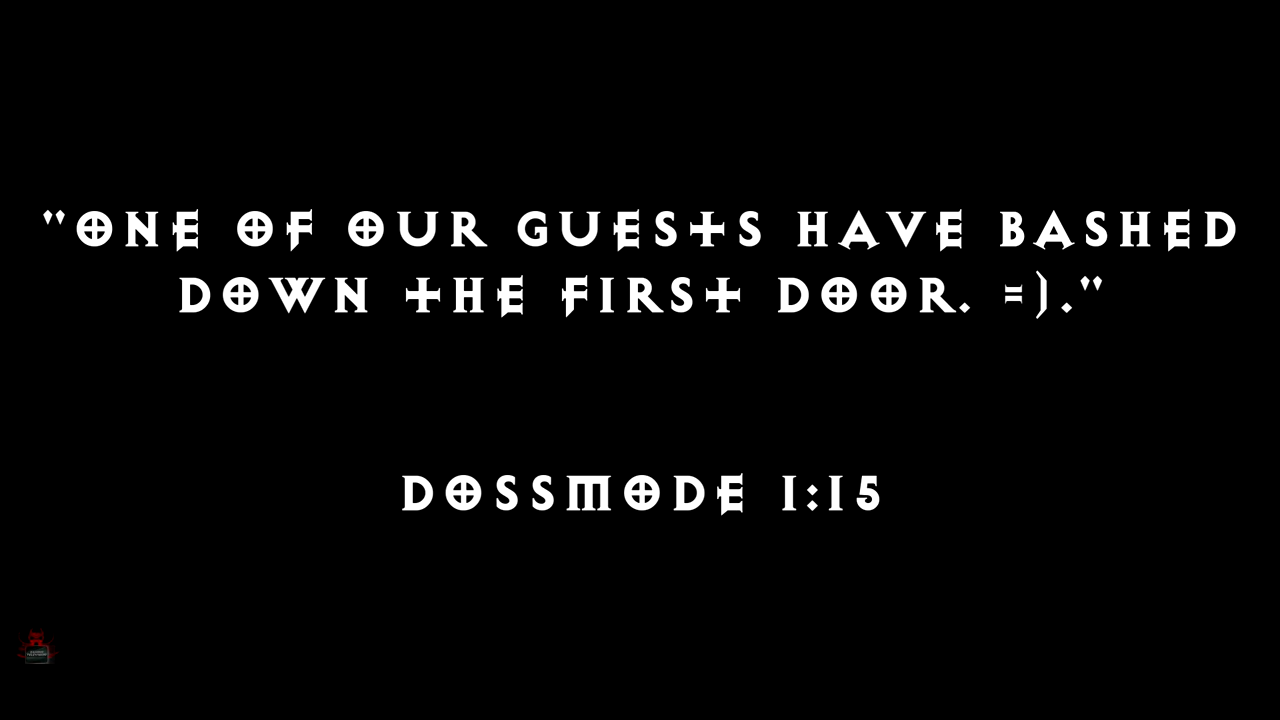 "ONE OF OUR GUESTS HAVE BASHED
DOWN THE FIRST DOOR. =)."
DOSSMODE 1:15